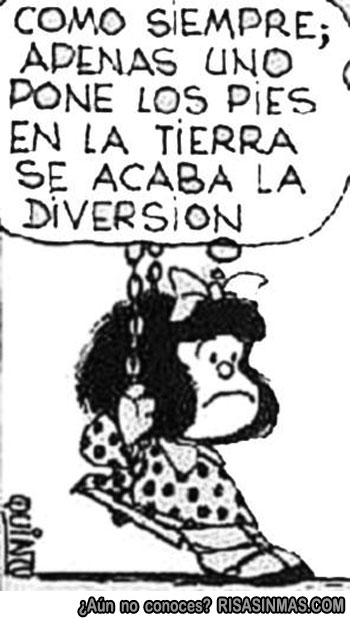 COMO SIEMPRE;
APENAS UNO
PONE LOS PIES
EN LA TIERRA
SE ACABA LA
DIVERSION
QUINO
¿Aún no conoces? RISASINMAS.COM